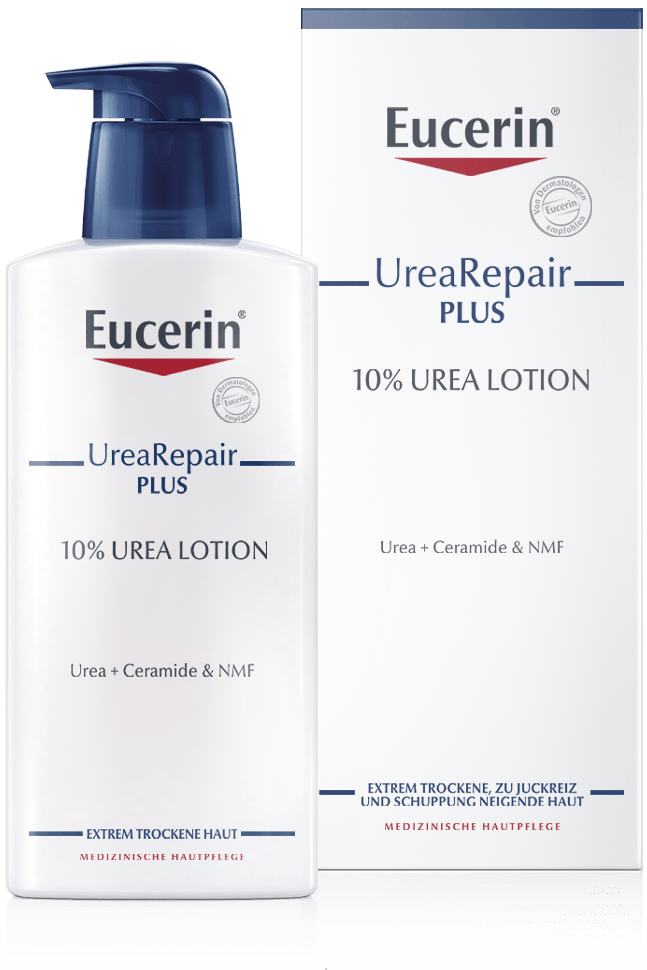 Eucerin®
Von Dermatologen
Eucerin
empfohlen
UreaRepair
PLUS
10% UREA LOTION
Urea + Ceramide & NMF
EXTREM TROCKENE HAUT
MEDIZINISCHE HAUTPFLEGE
Eucerin®
Von Dermatologen
Eucerin
empfohlen
UreaRepair
PLUS
10% UREA LOTION
Urea + Ceramide & NMF
EXTREM TROCKENE, ZU JUCKREIZ
UND SCHUPPUNG NEIGENDE HAUT
MEDIZINISCHE HAUTPFLEGE